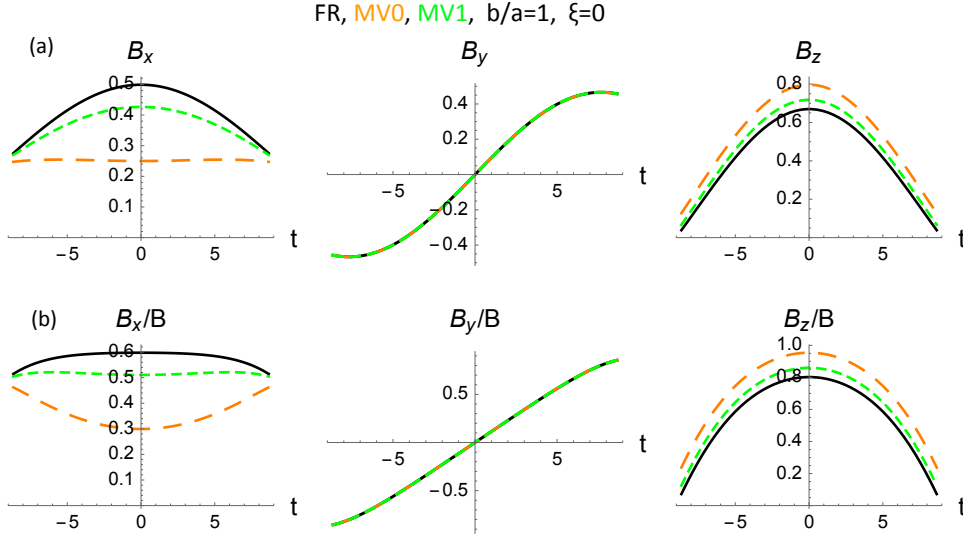 FR, MV0, MV1, b/a=1, ξ=0
(a)
Bx By Bz
0.5 0.4 0.3 0.2 0.1 -5 0 5 t
0.4 0.2 -0.2 -0.4 -5 5 t
0.8 0.6 0.4 0.2 -5 0 5 t
(b)
Bx/B By/B Bz/B
0.6 0.5 0.4 0.3 0.2 0.1 -5 0 5 t
0.5 -0.5 -5 5 t
1.0 0.8 0.6 0.4 0.2 -5 0 5 t